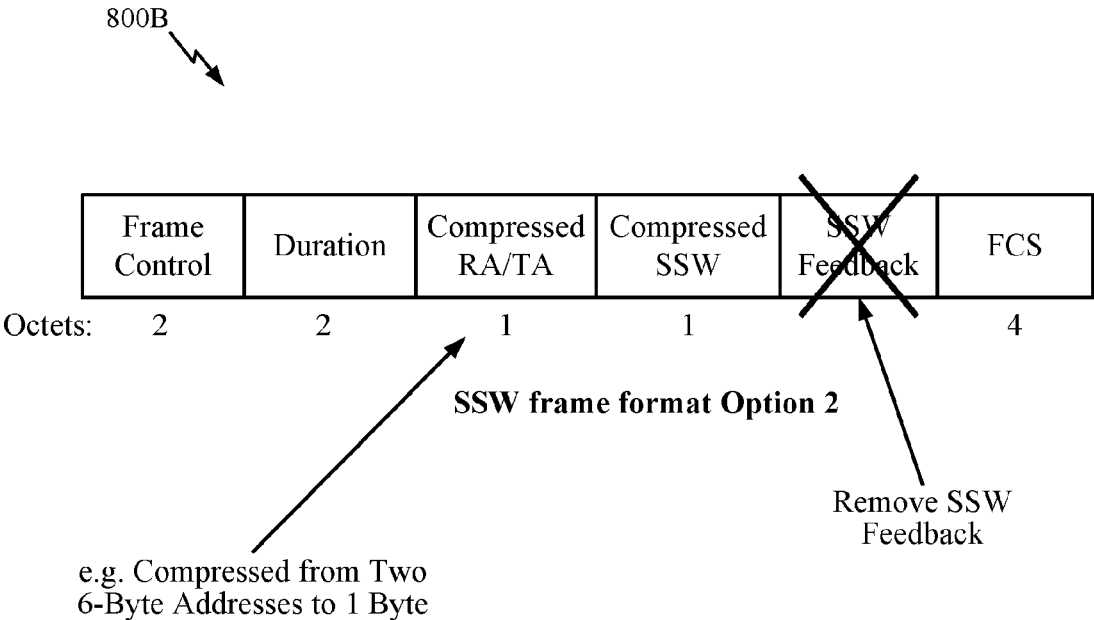 800B
Frame Control
Duration
Compressed RA/TA
Compressed SSW
SSW Feedback
FCS
Octets: 2 2 1 1 4
SSW frame format Option 2
Remove SSW
Feedback
e.g. Compressed from Two
6-Byte Addresses to 1 Byte